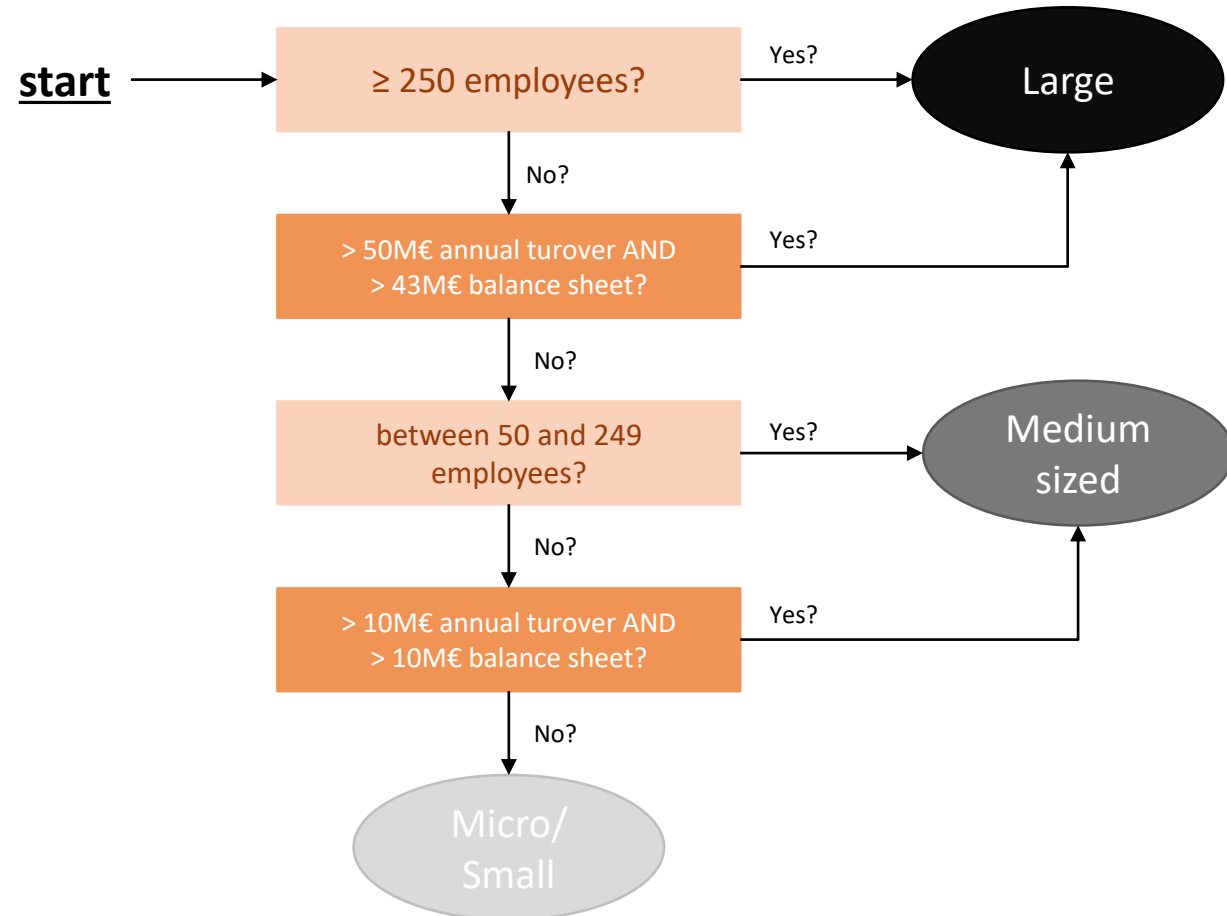 start
≥ 250 employees?
Yes?
Large
No?
> 50M€ annual turover AND
> 43M€ balance sheet?
Yes?
No?
between 50 and 249
employees?
Yes?
Medium
sized
No?
> 10M€ annual turover AND
> 10M€ balance sheet?
Yes?
No?
Micro/
Small